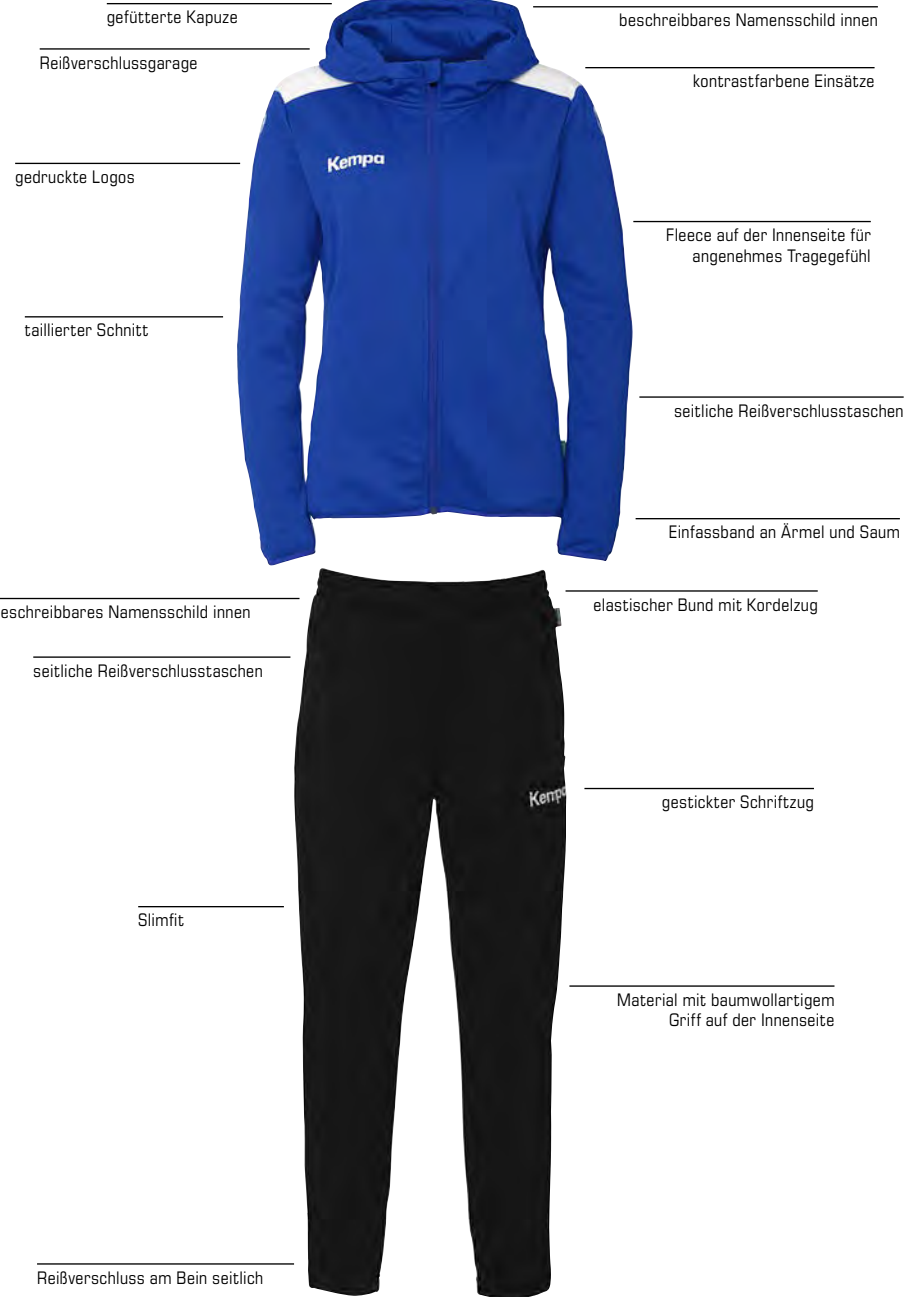 gefütterte Kapuze
beschreibbares Namensschild innen
Reißverschlussgarage
kontrastfarbene Einsätze
Kempa
gedruckte Logos
Fleece auf der Innenseite für
angenehmes Tragegefühl
taillierter Schnitt
seitliche Reißverschlusstaschen
Einfassband an Ärmel und Saum
eschreibbares Namensschild innen
elastischer Bund mit Kordelzug
seitliche Reißverschlusstaschen
Kempa
gestickter Schriftzug
Slimfit
Material mit baumwollartigem
Griff auf der Innenseite
Reißverschluss am Bein seitlich